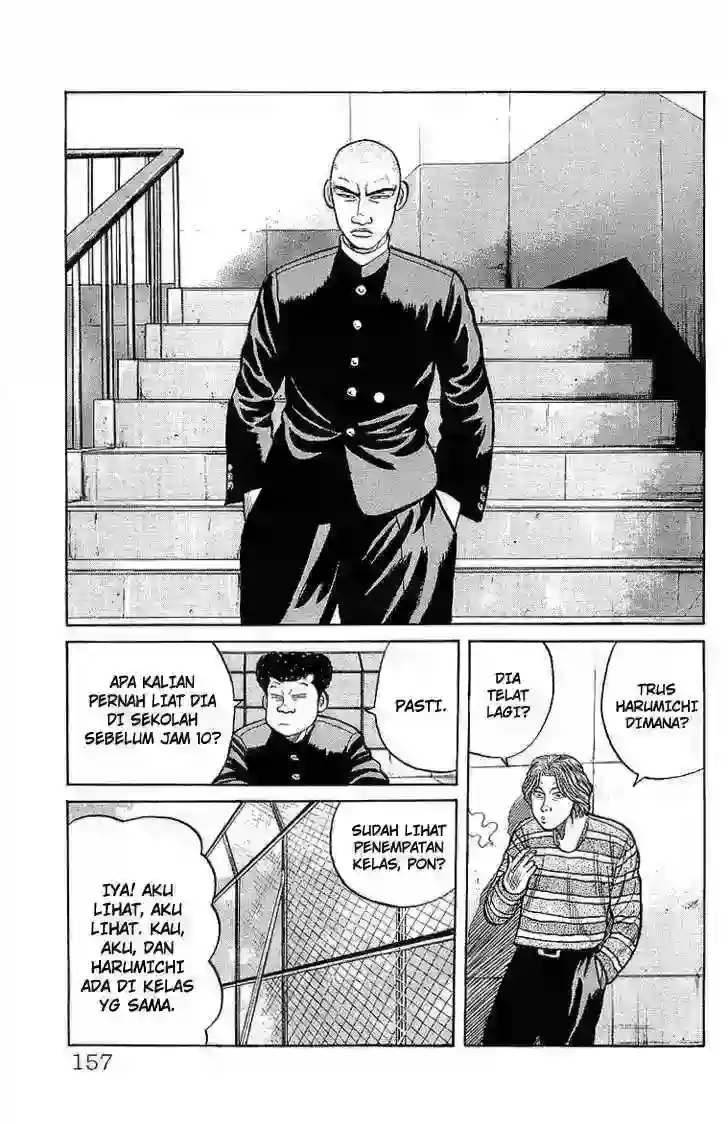 TRUS
HARUMICHI
DIMANA?
DIA
TELAT
LAGI?
PASTI.
APA KALIAN
PERNAH LIAT DIA
DI SEKOLAH
SEBELUM JAM 10?
SUDAH LIHAT
PENEMPATAN
KELAS, PON?
IYA! AKU
LIHAT, AKU
LIHAT. KAU,
AKU, DAN
HARUMICHI
ADA DI KELAS
YG SAMA.
157